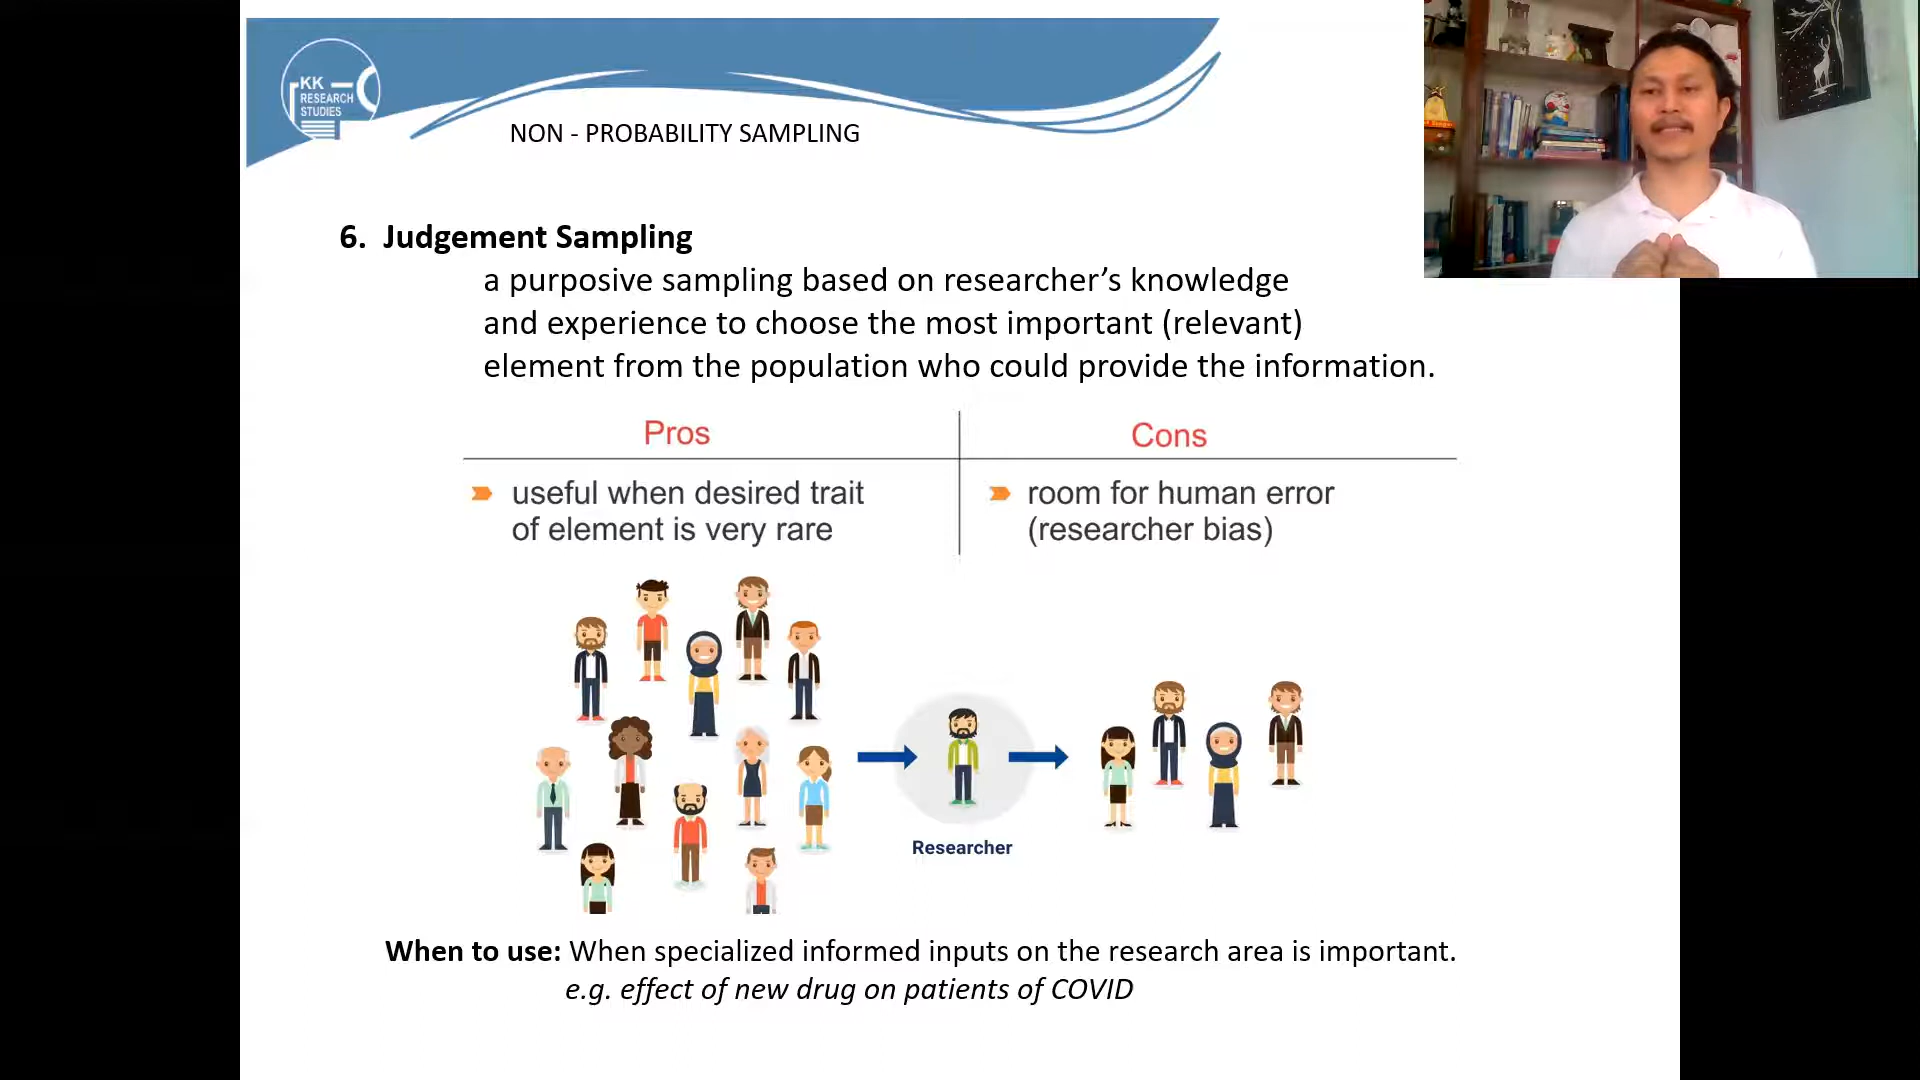 KK
RESEARCH
STUDIES
NON - PROBABILITY SAMPLING
6. Judgement Sampling
a purposive sampling based on researcher’s knowledge
and experience to choose the most important (relevant)
element from the population who could provide the information.
Pros
Cons
useful when desired trait
of element is very rare
room for human error
(researcher bias)
Researcher
When to use: When specialized informed inputs on the research area is important.
e.g. effect of new drug on patients of COVID